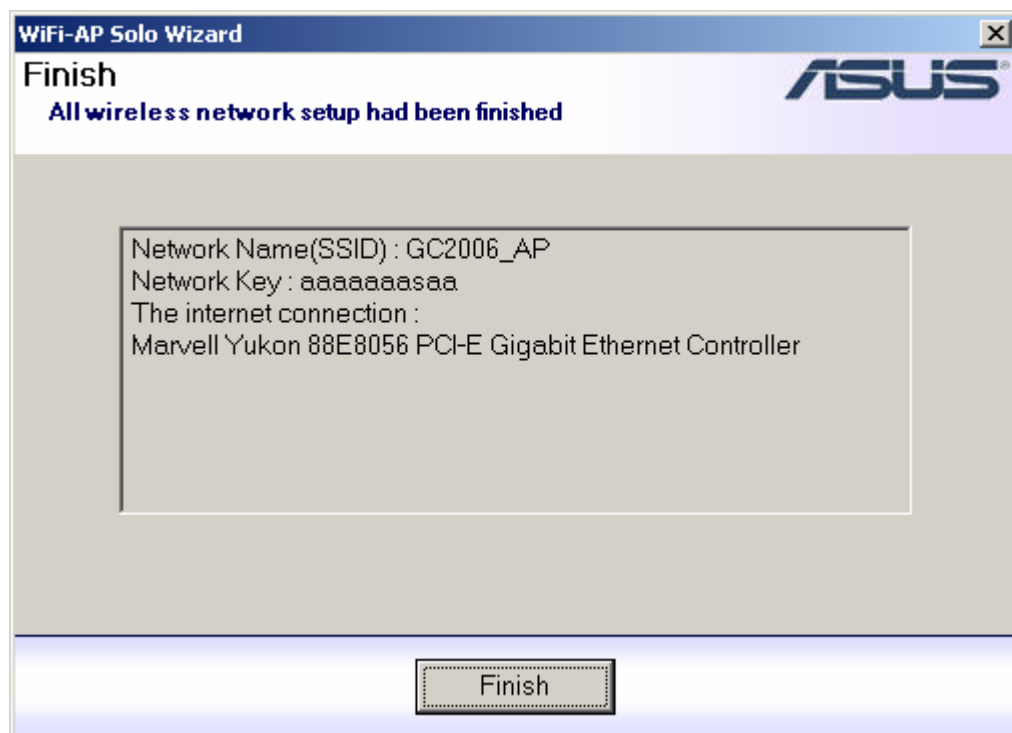 WiFi-AP Solo Wizard
Finish
ASUS®
All wireless network setup had been finished
Network Name(SSID) : GC2006_AP
Network Key : aaaaaaasaa
The internet connection :
Marvell Yukon 88E8056 PCI-E Gigabit Ethernet Controller
Finish